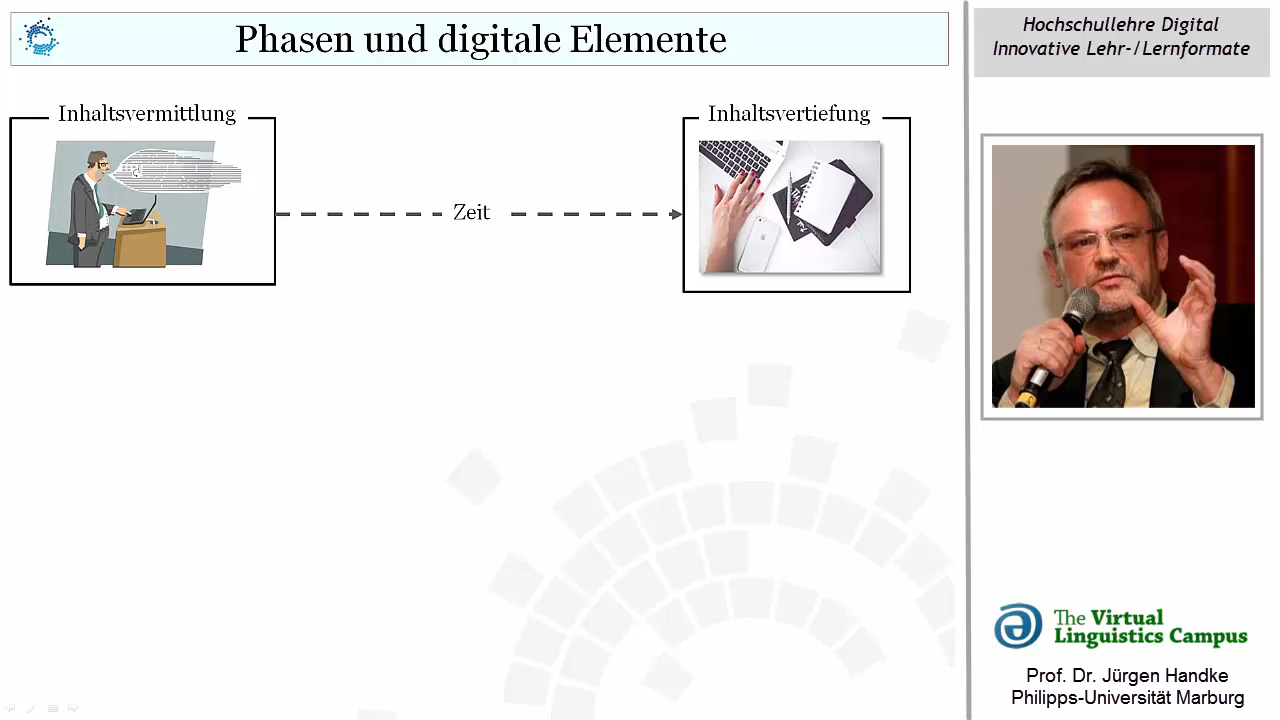 Phasen und digitale Elemente
Inhaltsvermittlung
Zeit
Inhaltsvertiefung
Hochschullehre Digital
Innovative Lehr-/Lernformate
The Virtual
Linguistics Campus
Prof. Dr. Jürgen Handke
Philipps-Universität Marburg